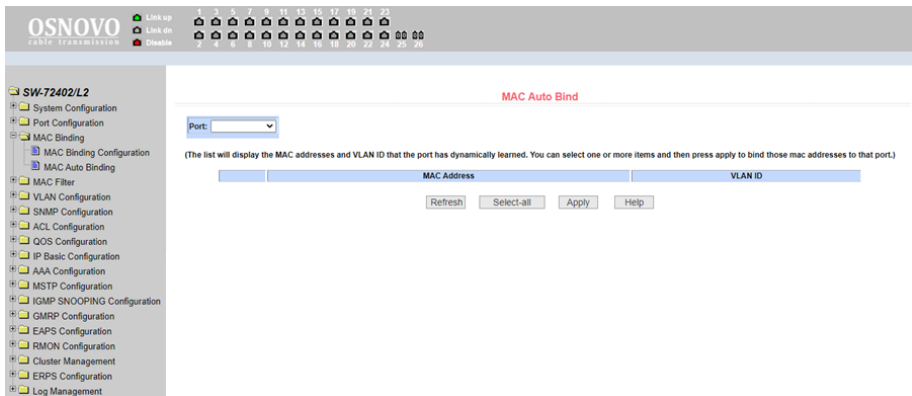 OSNOVO
cable transmission
Link up
Link dn
Disable
1 3 5 7 9 11 13 15 17 19 21 23
2 4 6 8 10 12 14 16 18 20 22 24 25 26
SW-72402/L2
System Configuration
Port Configuration
MAC Binding
MAC Binding Configuration
MAC Auto Binding
MAC Filter
VLAN Configuration
SNMP Configuration
ACL Configuration
QOS Configuration
IP Basic Configuration
AAA Configuration
MSTP Configuration
IGMP SNOOPING Configuration
GMRP Configuration
EAPS Configuration
RMON Configuration
Cluster Management
ERPS Configuration
Log Management
MAC Auto Bind
Port:
(The list will display the MAC addresses and VLAN ID that the port has dynamically learned. You can select one or more items and then press apply to bind those mac addresses to that port.)
MAC Address VLAN ID
Refresh Select-all Apply Help